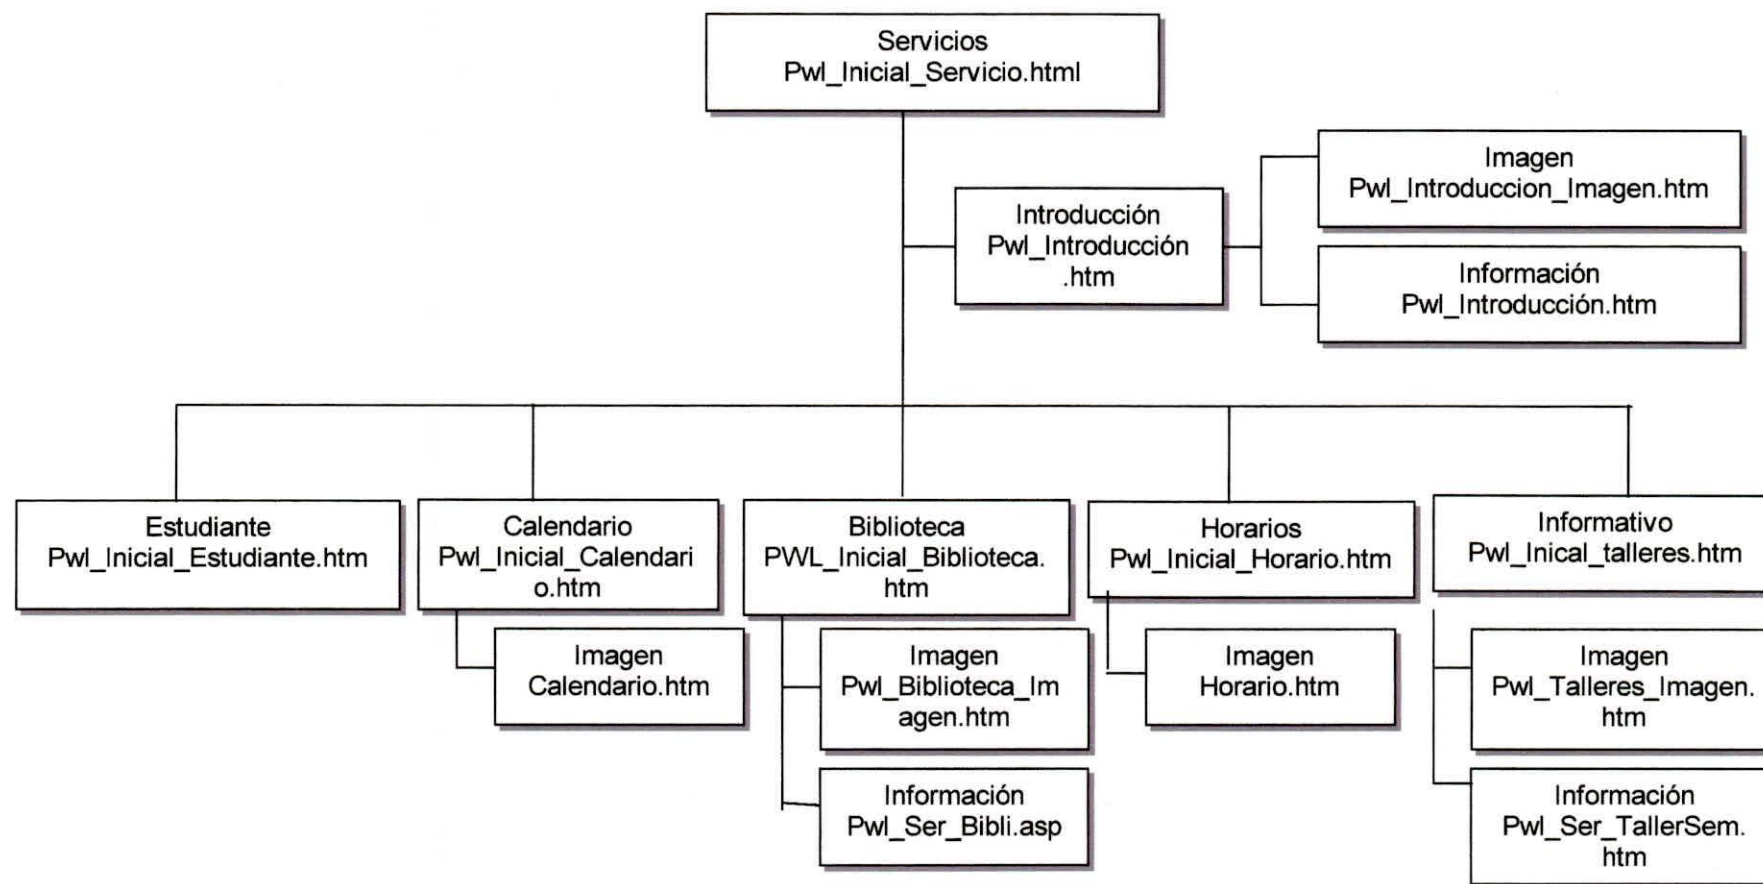 Servicios
Pwl_Inicial_Servicio.html
Imagen
Pwl_Introduccion_Imagen.htm
Introducción
Pwl_Introducción
.htm
Información
Pwl_Introducción.htm
Estudiante
Pwl_Inicial_Estudiante.htm
Calendario
Pwl_Inicial_Calendari
o.htm
Biblioteca
PWL_Inicial_Biblioteca.
htm
Horarios
Pwl_Inicial_Horario.htm
Informativo
Pwl_Inical_talleres.htm
Imagen
Calendario.htm
Imagen
Pwl_Biblioteca_Im
agen.htm
Imagen
Horario.htm
Imagen
Pwl_Talleres_Imagen.
htm
Información
Pwl_Ser_Bibli.asp
Información
Pwl_Ser_TallerSem.
htm